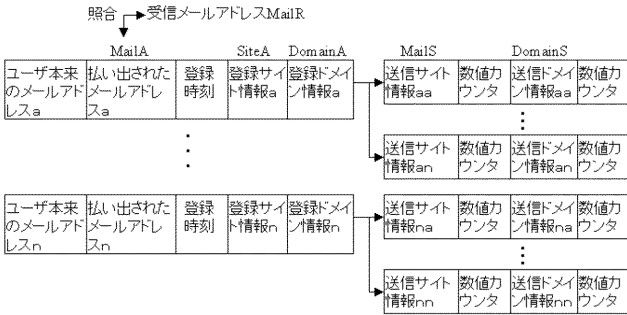 照合
受信メールアドレスMailR
MailA
SiteA
DomainA
MailS
DomainS
ユーザ本来
のメールアド
レスa
払い出された
メールアドレ
スa
登録
時刻
登録サイ
ト情報a
登録ドメイ
ン情報a
送信サイト
情報aa
数値カ
ウンタ
送信ドメイ
ン情報aa
数値カ
ウンタ
送信サイト
情報an
数値カ
ウンタ
送信ドメイ
ン情報an
数値カ
ウンタ
ユーザ本来
のメールアド
レスn
払い出された
メールアドレ
スn
登録
時刻
登録サイ
ト情報n
登録ドメイ
ン情報n
送信サイト
情報na
数値カ
ウンタ
送信ドメイ
ン情報na
数値カ
ウンタ
送信サイト
情報nn
数値カ
ウンタ
送信ドメイ
ン情報nn
数値カ
ウンタ